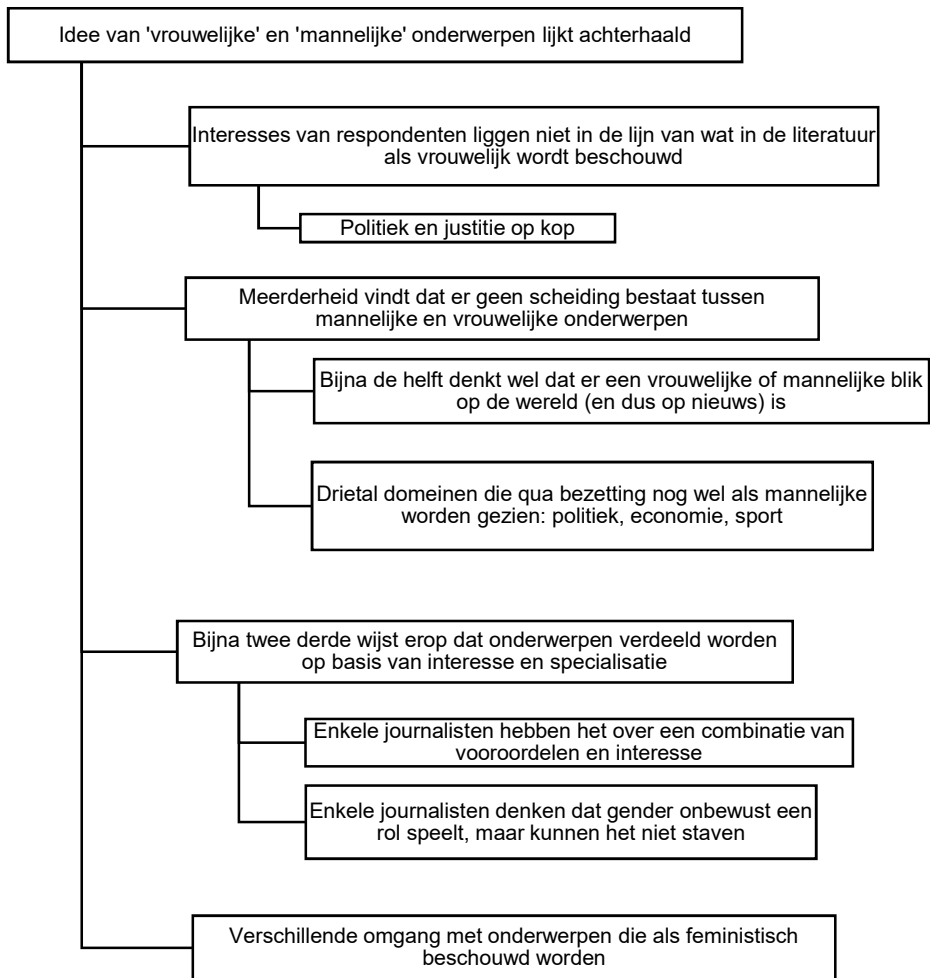 Idee van 'vrouwelijke' en 'mannelijke' onderwerpen lijkt achterhaald
Interesses van respondenten liggen niet in de lijn van wat in de literatuur
als vrouwelijk wordt beschouwd
Politiek en justitie op kop
Meerderheid vindt dat er geen scheiding bestaat tussen
mannelijke en vrouwelijke onderwerpen
Bijna de helft denkt wel dat er een vrouwelijke of mannelijke blik
op de wereld (en dus op nieuws) is
Drietal domeinen die qua bezetting nog wel als mannelijke
worden gezien: politiek, economie, sport
Bijna twee derde wijst erop dat onderwerpen verdeeld worden
op basis van interesse en specialisatie
Enkele journalisten hebben het over een combinatie van
vooroordelen en interesse
Enkele journalisten denken dat gender onbewust een
rol speelt, maar kunnen het niet staven
Verschillende omgang met onderwerpen die als feministisch
beschouwd worden